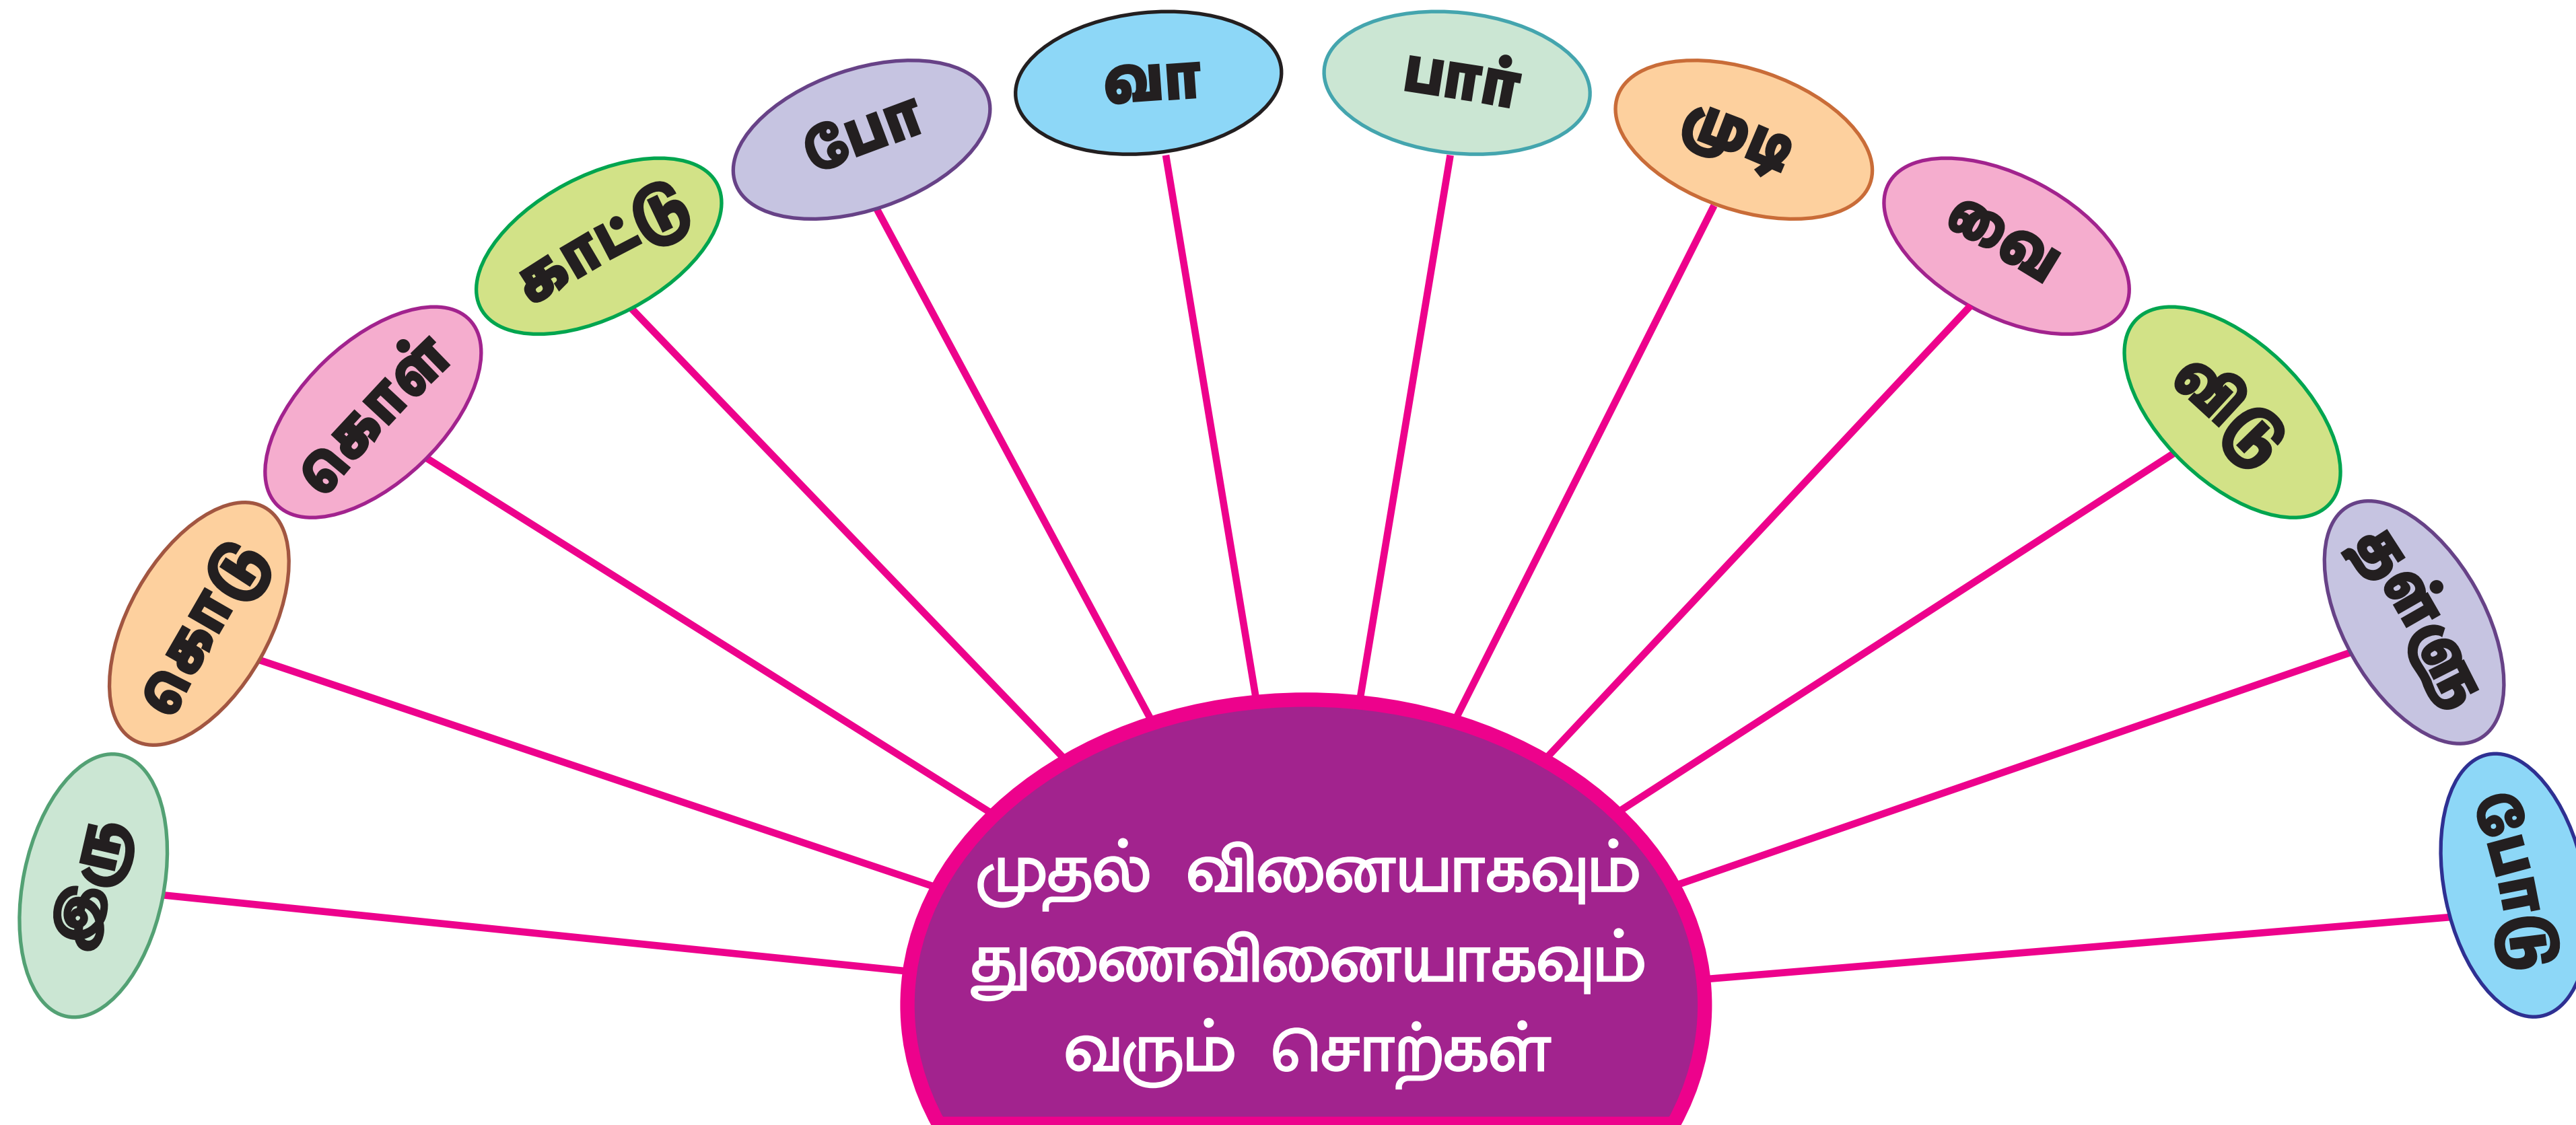 இரு
கொடு
கொள்
காட்டு
போ
வா
பார்
முடி
வை
விடு
தள்ளு
போடு
முதல் வினையாகவும்
துணைவினையாகவும்
வரும் சொற்கள்